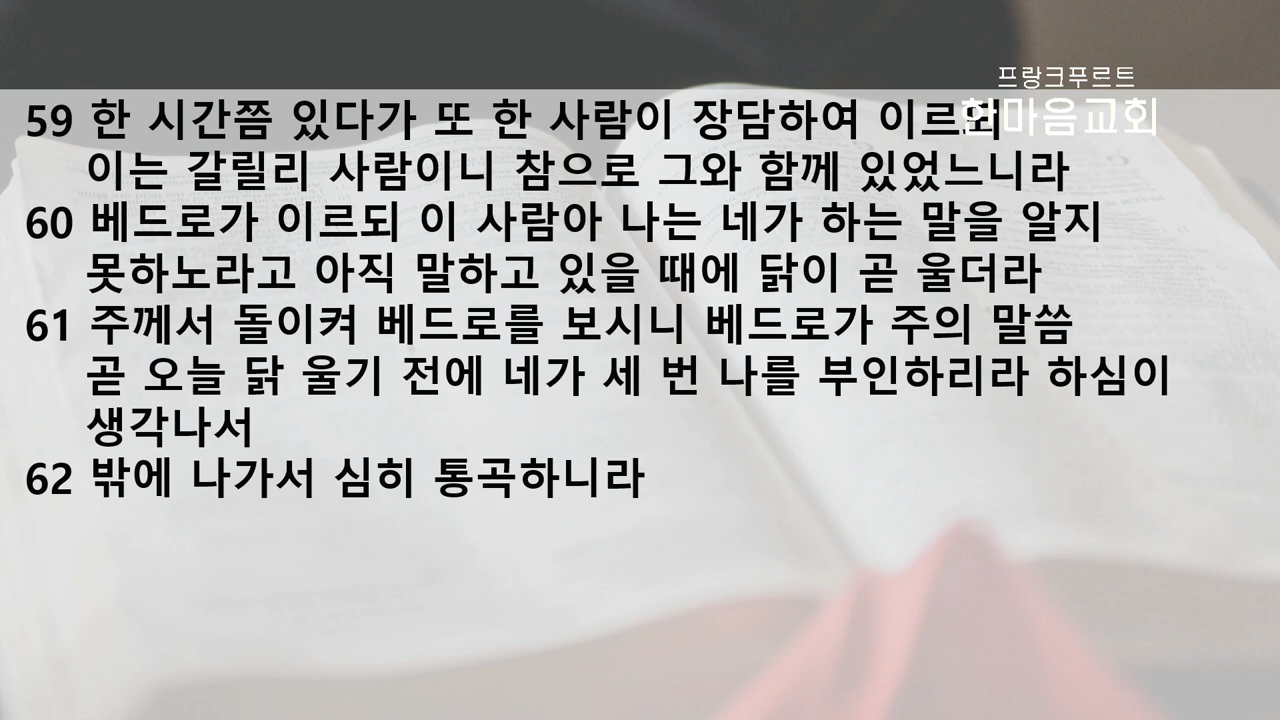 프랑크푸르트
한마음교회
59 한 시간쯤 있다가 또 한 사람이 장담하여 이르되
이는 갈릴리 사람이니 참으로 그와 함께 있었느니라
60 베드로가 이르되 이 사람아 나는 네가 하는 말을 알지
못하노라고 아직 말하고 있을 때에 닭이 곧 울더라
61 주께서 돌이켜 베드로를 보시니 베드로가 주의 말씀
곧 오늘 닭 울기 전에 네가 세 번 나를 부인하리라 하심이
생각나서
62 밖에 나가서 심히 통곡하니라